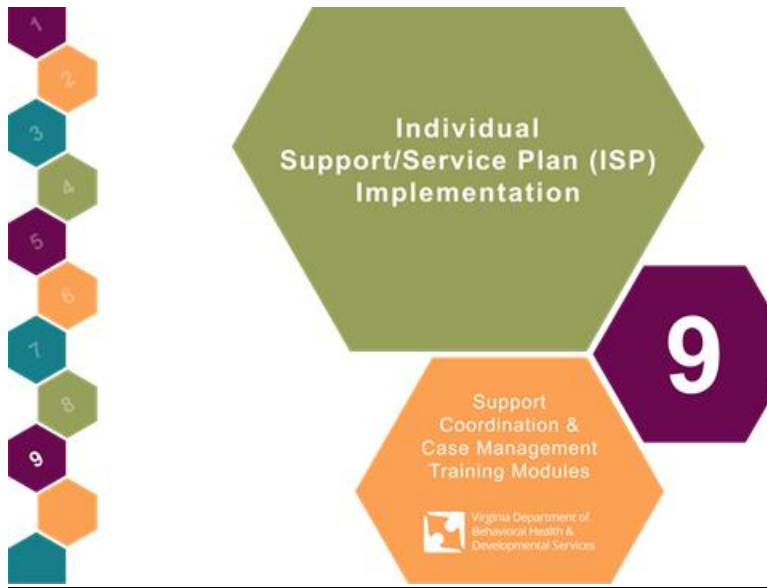 1
2
3
4
5
6
7
8
9
Individual
Support/Service Plan (ISP)
Implementation
9
Support
Coordination &
Case Management
Training Modules
Virginia Department of
Behavioral Health &
Developmental Services